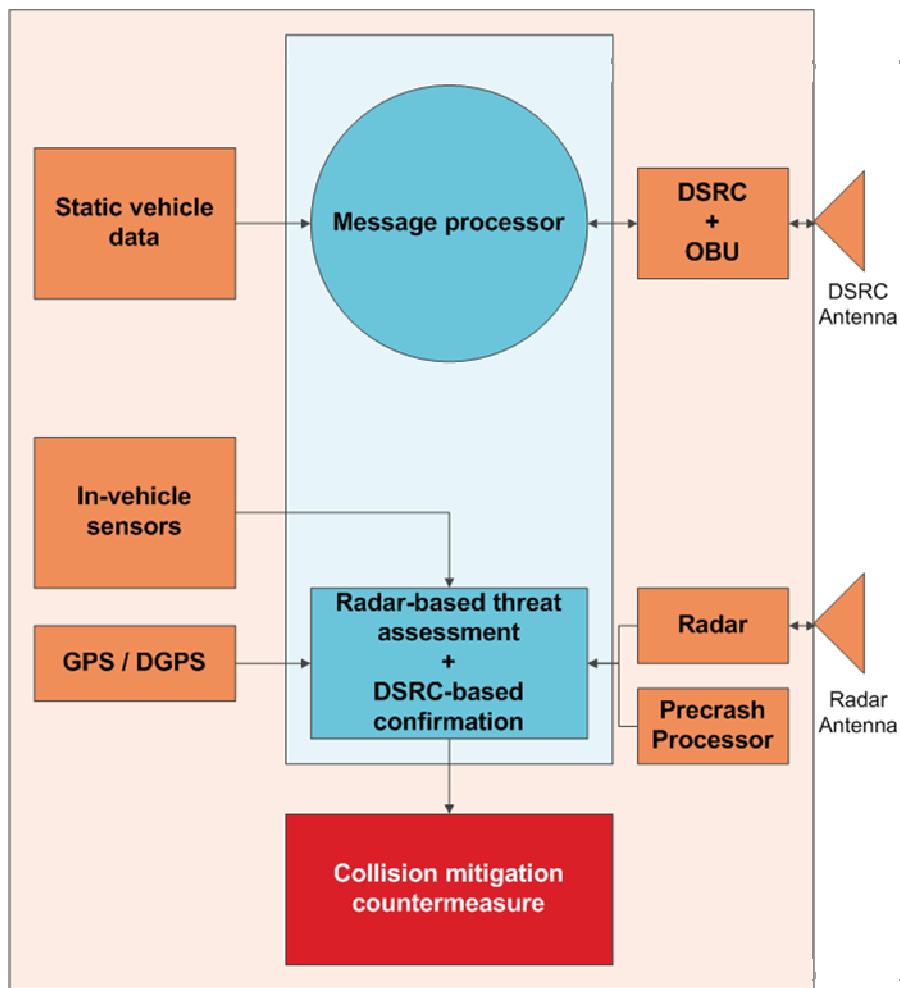 Static vehicle
data
Message processor
DSRC
+
OBU
DSRC
Antenna
In-vehicle
sensors
Radar-based threat
assessment
+
DSRC-based
confirmation
GPS / DGPS
Radar
Precrash
Processor
Radar
Antenna
Collision mitigation
countermeasure